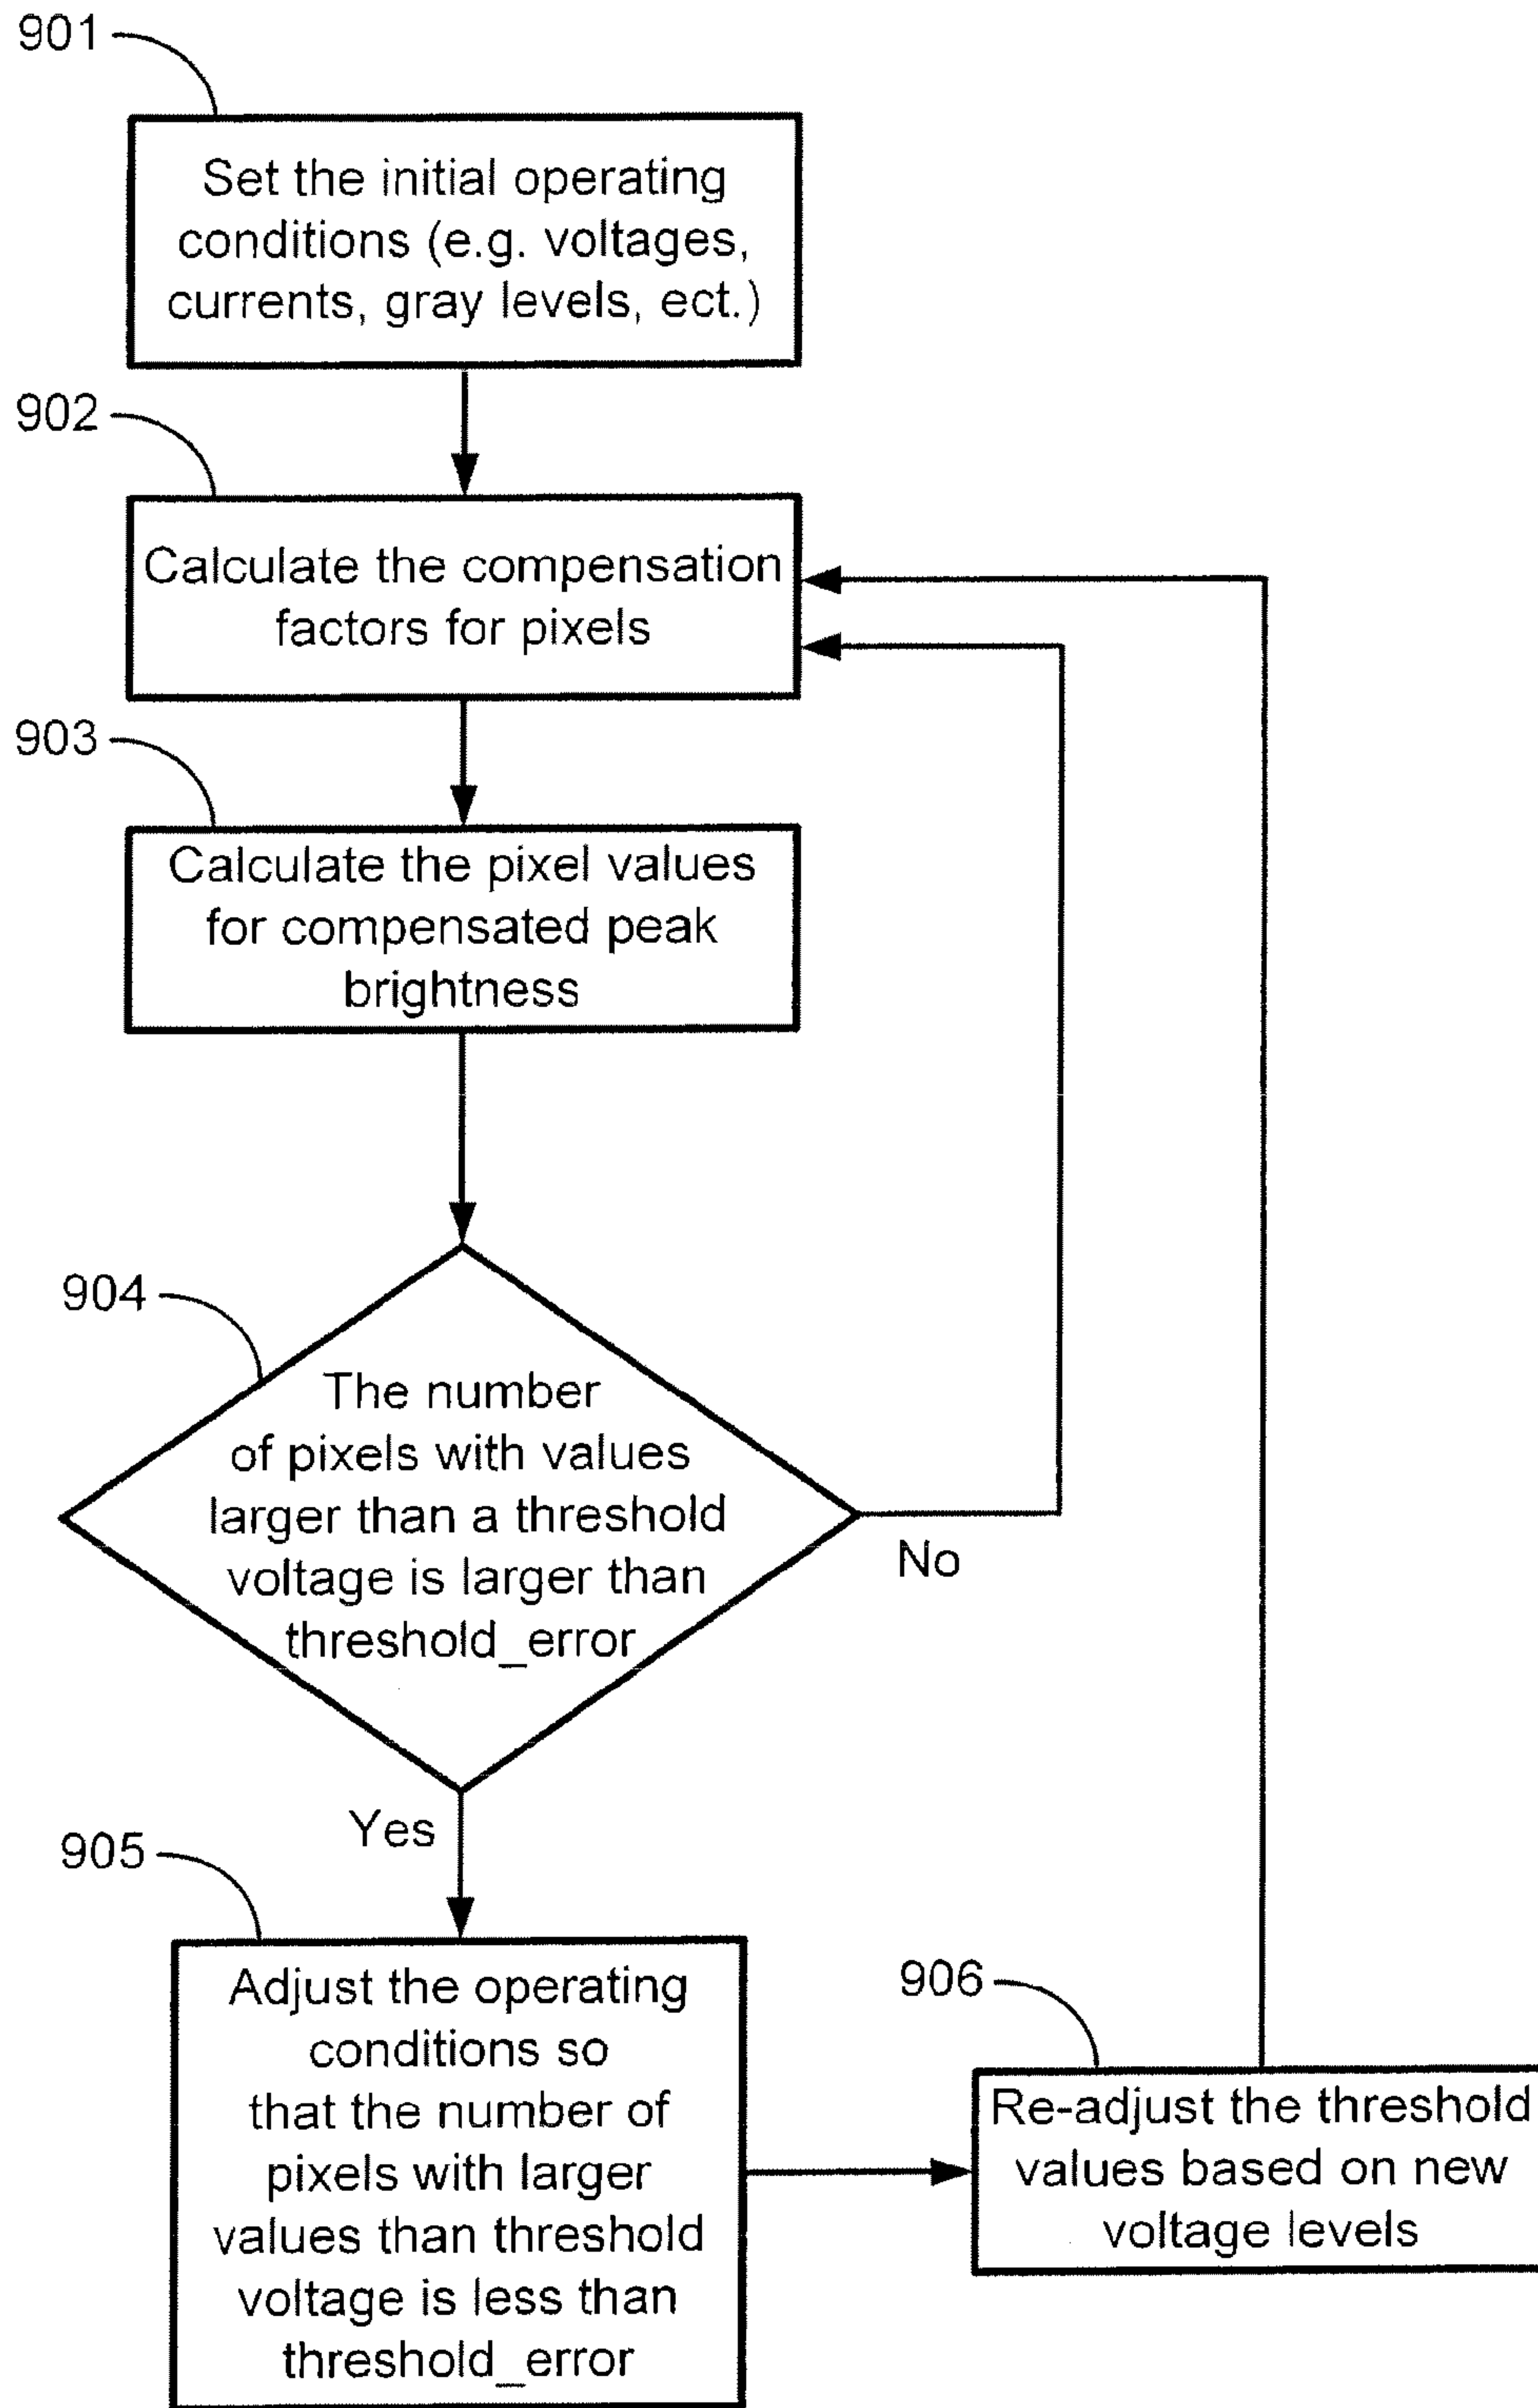 901
Set the initial operating
conditions (e.g. voltages,
currents, gray levels, ect.)
902
Calculate the compensation
factors for pixels
903
Calculate the pixel values
for compensated peak
brightness
904
The number
of pixels with values
larger than a threshold
voltage is larger than
threshold_error
No
Yes
905
Adjust the operating
conditions so
that the number of
pixels with larger
values than threshold
voltage is less than
threshold_error
906
Re-adjust the threshold
values based on new
voltage levels